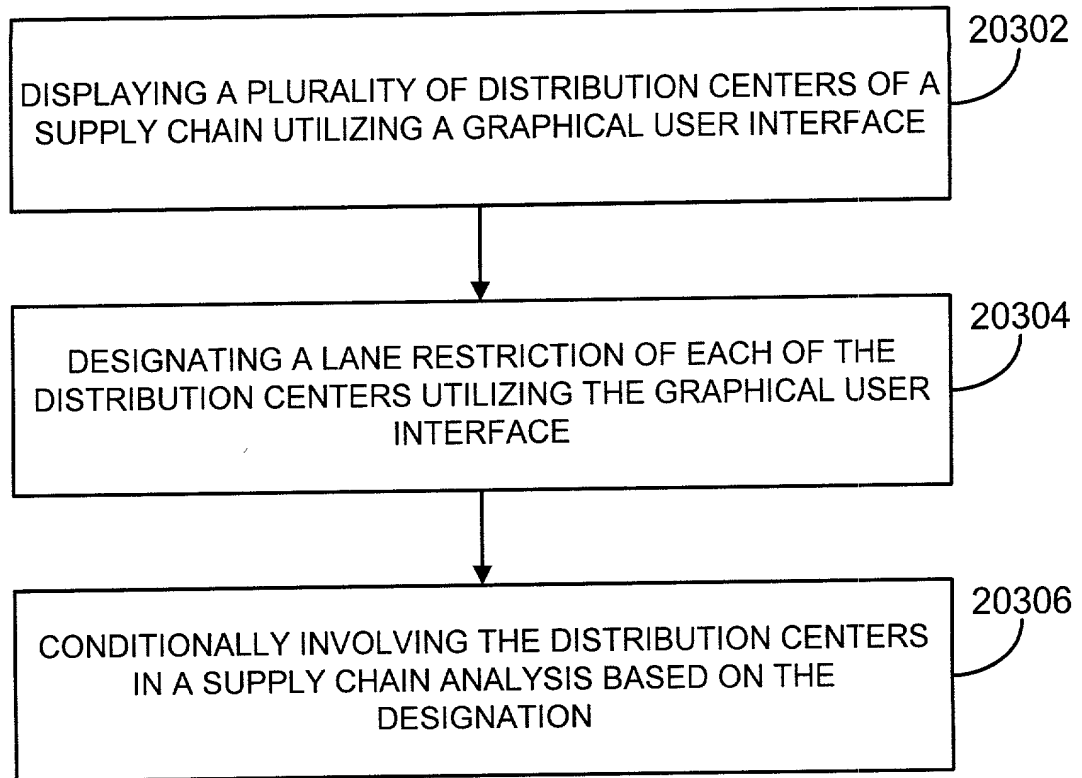 20302
DISPLAYING A PLURALITY OF DISTRIBUTION CENTERS OF A
SUPPLY CHAIN UTILIZING A GRAPHICAL USER INTERFACE
20304
DESIGNATING A LANE RESTRICTION OF EACH OF THE
DISTRIBUTION CENTERS UTILIZING THE GRAPHICAL USER
INTERFACE
20306
CONDITIONALLY INVOLVING THE DISTRIBUTION CENTERS
IN A SUPPLY CHAIN ANALYSIS BASED ON THE
DESIGNATION